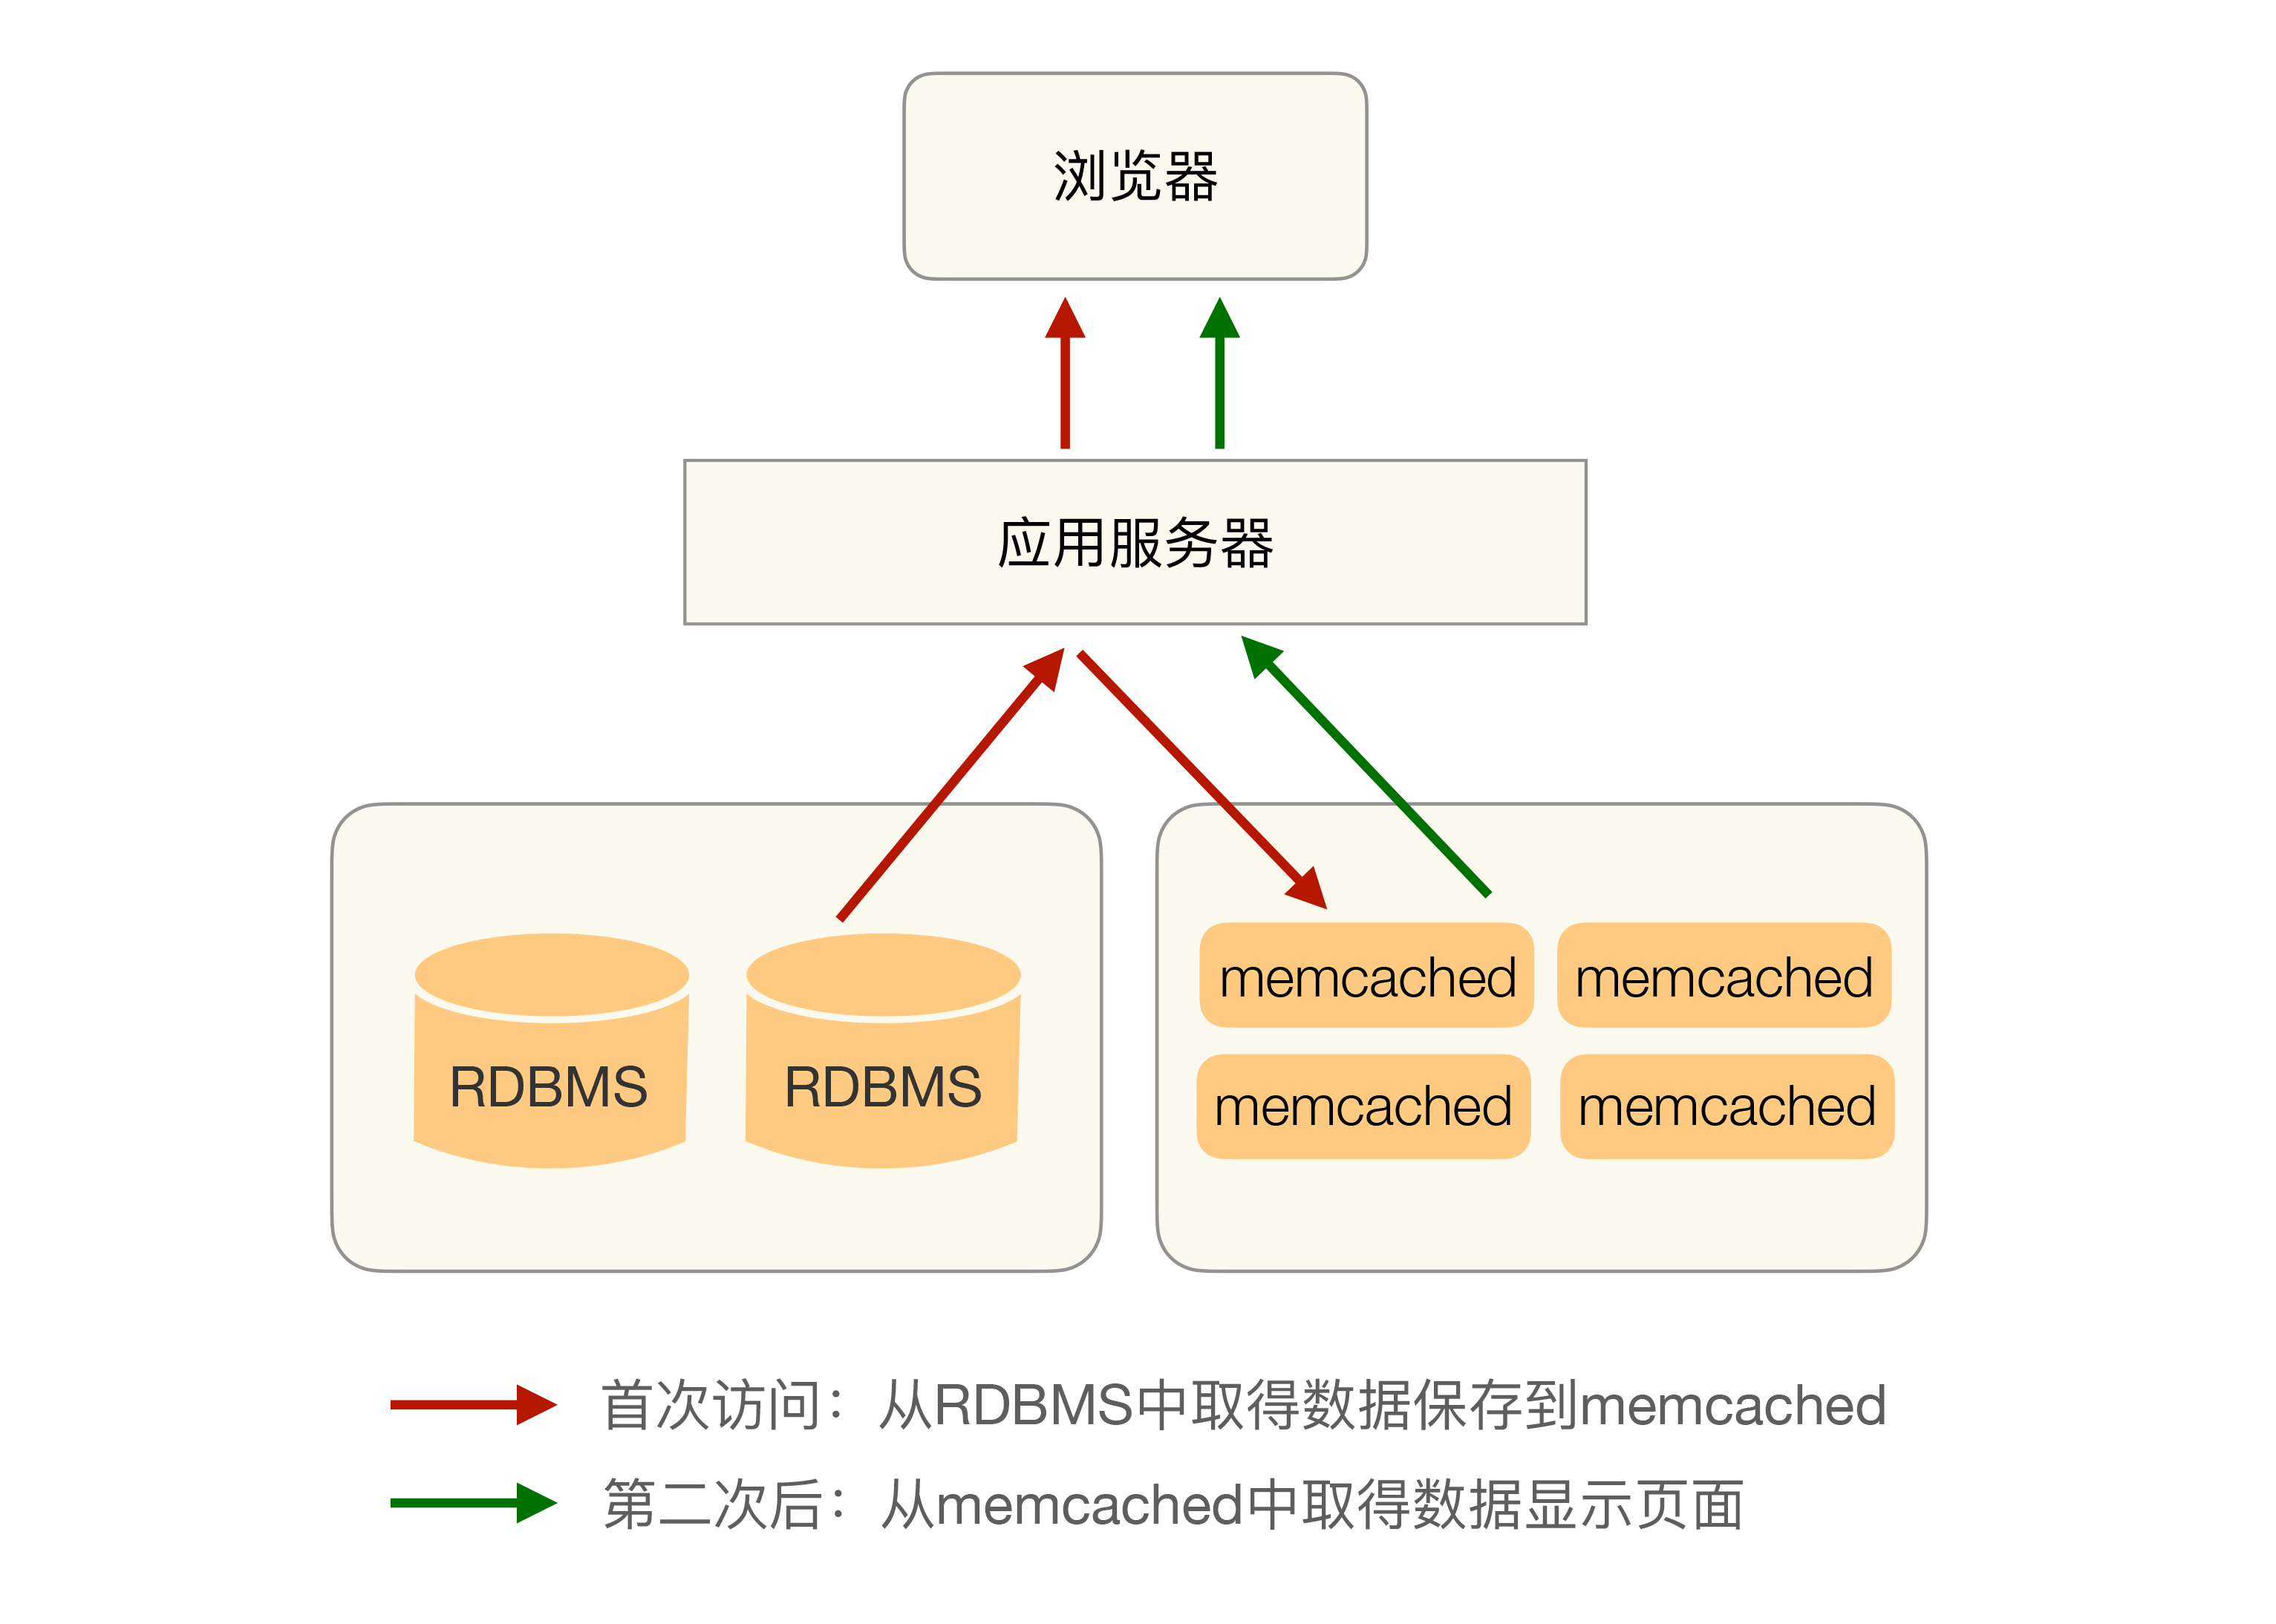 浏览器
应用服务器
RDBMS
RDBMS
memcached
memcached
memcached
memcached
首次访问：从RDBMS中取得数据保存到memcached
第二次后：从memcached中取得数据显示页面